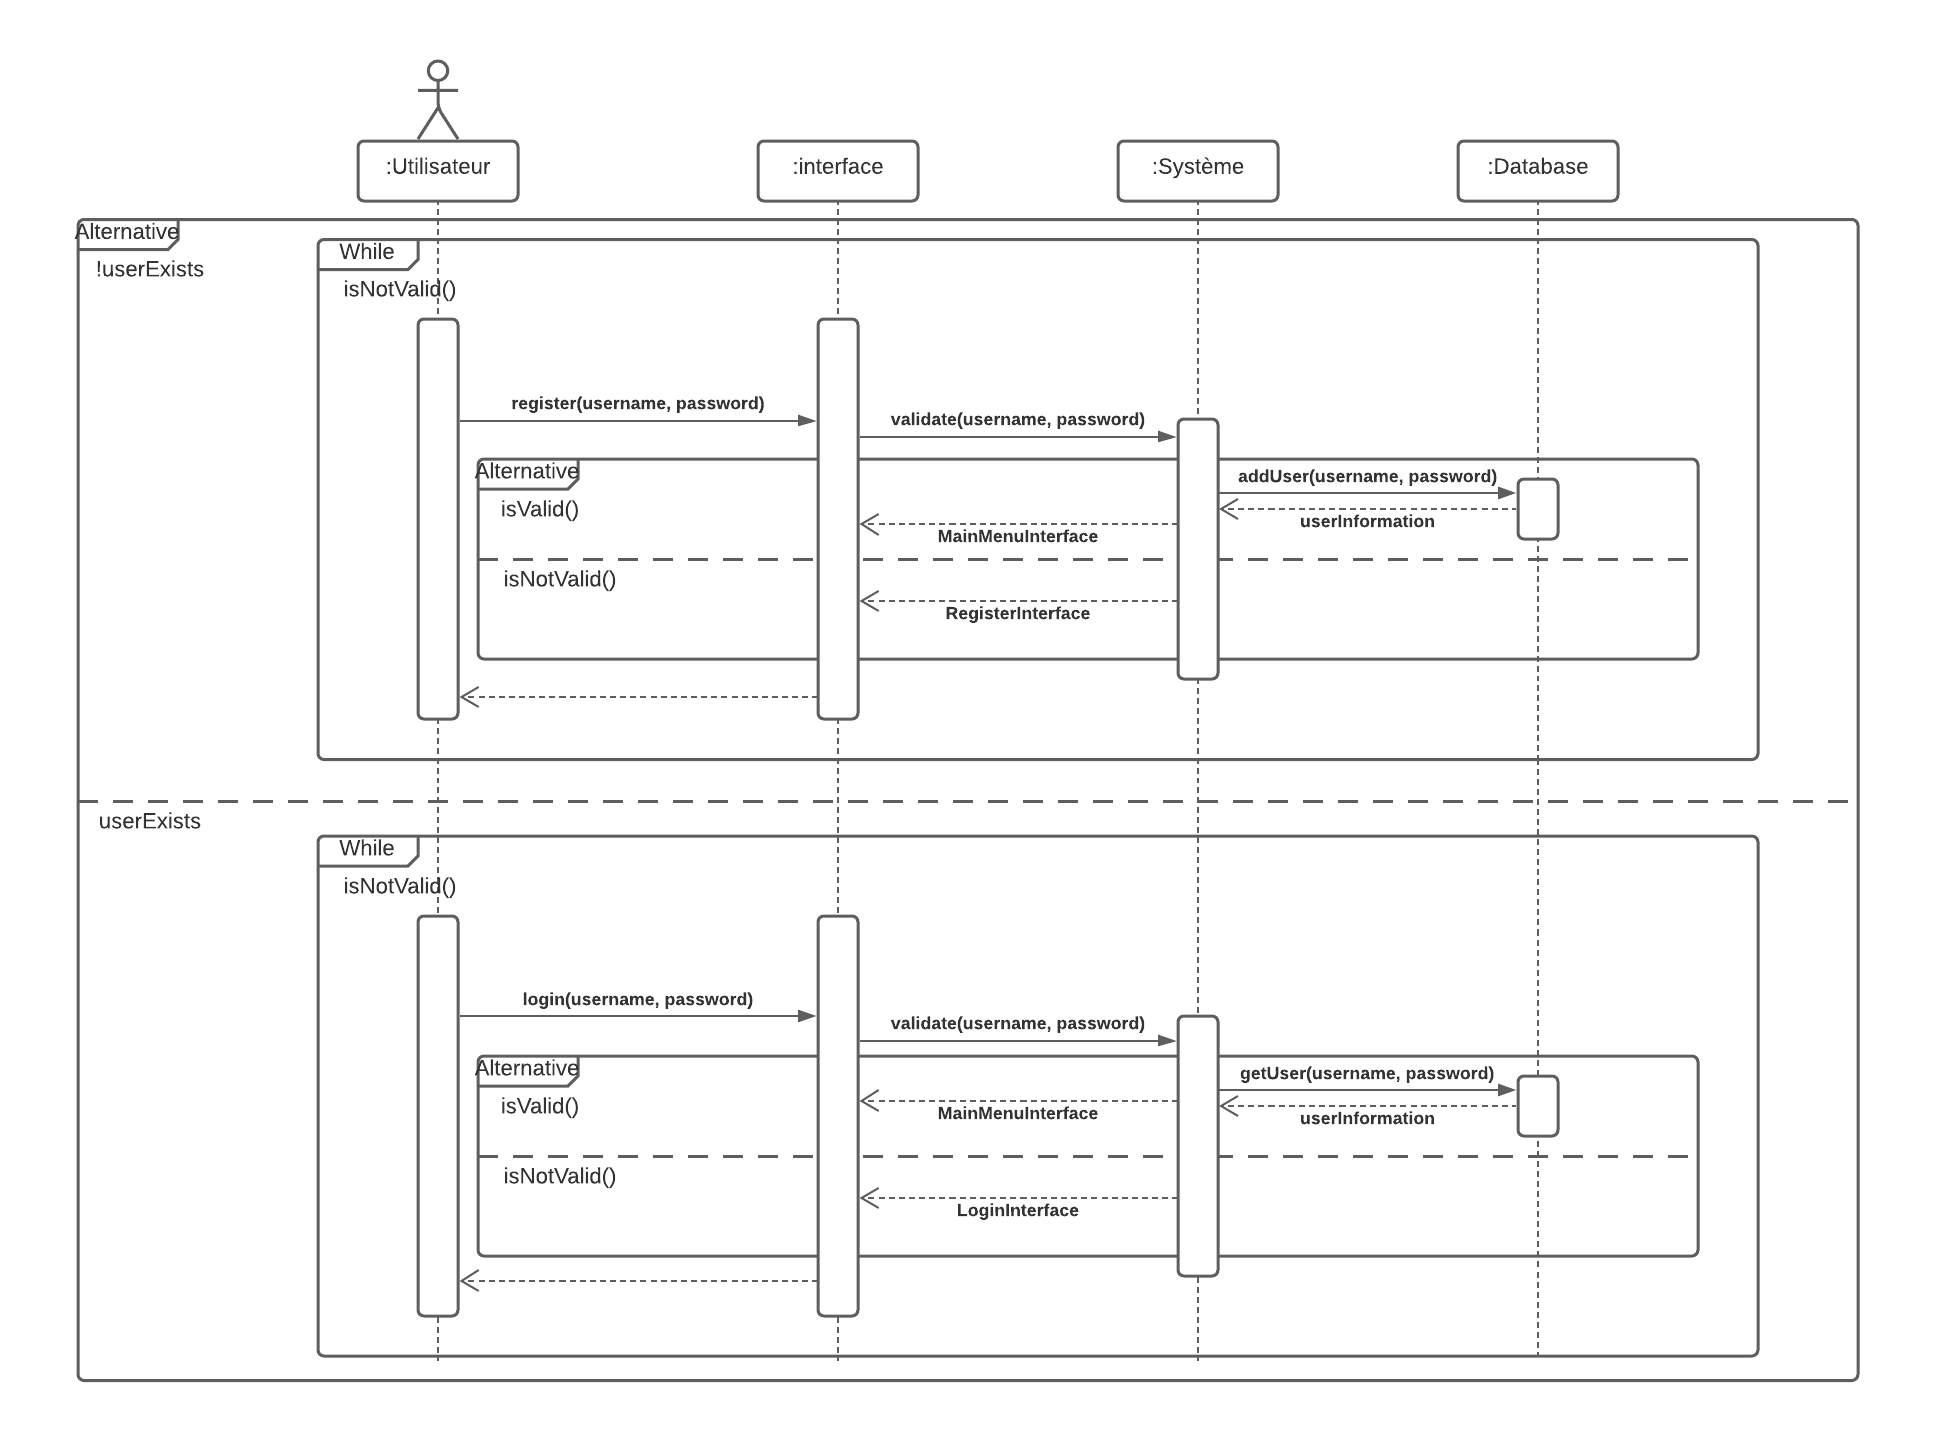 :Utilisateur
:interface
:Système
:Database
Alternative
!userExists
While
isNotValid()
register(username, password)
validate(username, password)
Alternative
isValid()
addUser(username, password)
userInformation
MainMenuInterface
isNotValid()
RegisterInterface
userExists
While
isNotValid()
login(username, password)
validate(username, password)
Alternative
isValid()
getUser(username, password)
userInformation
MainMenuInterface
isNotValid()
LoginInterface